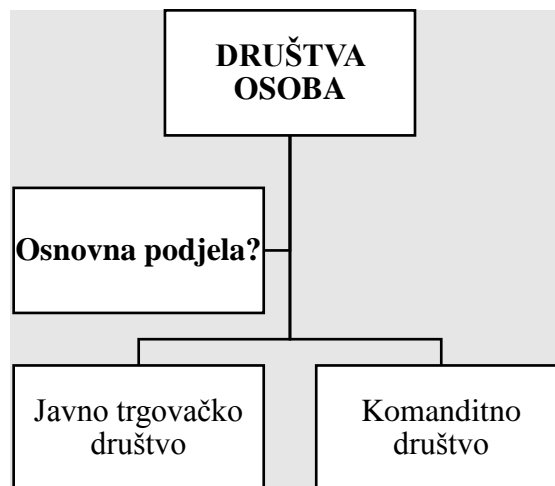 DRUŠTVA
OSOBA
Osnovna podjela?
Javno trgovačko
društvo
Komanditno
društvo